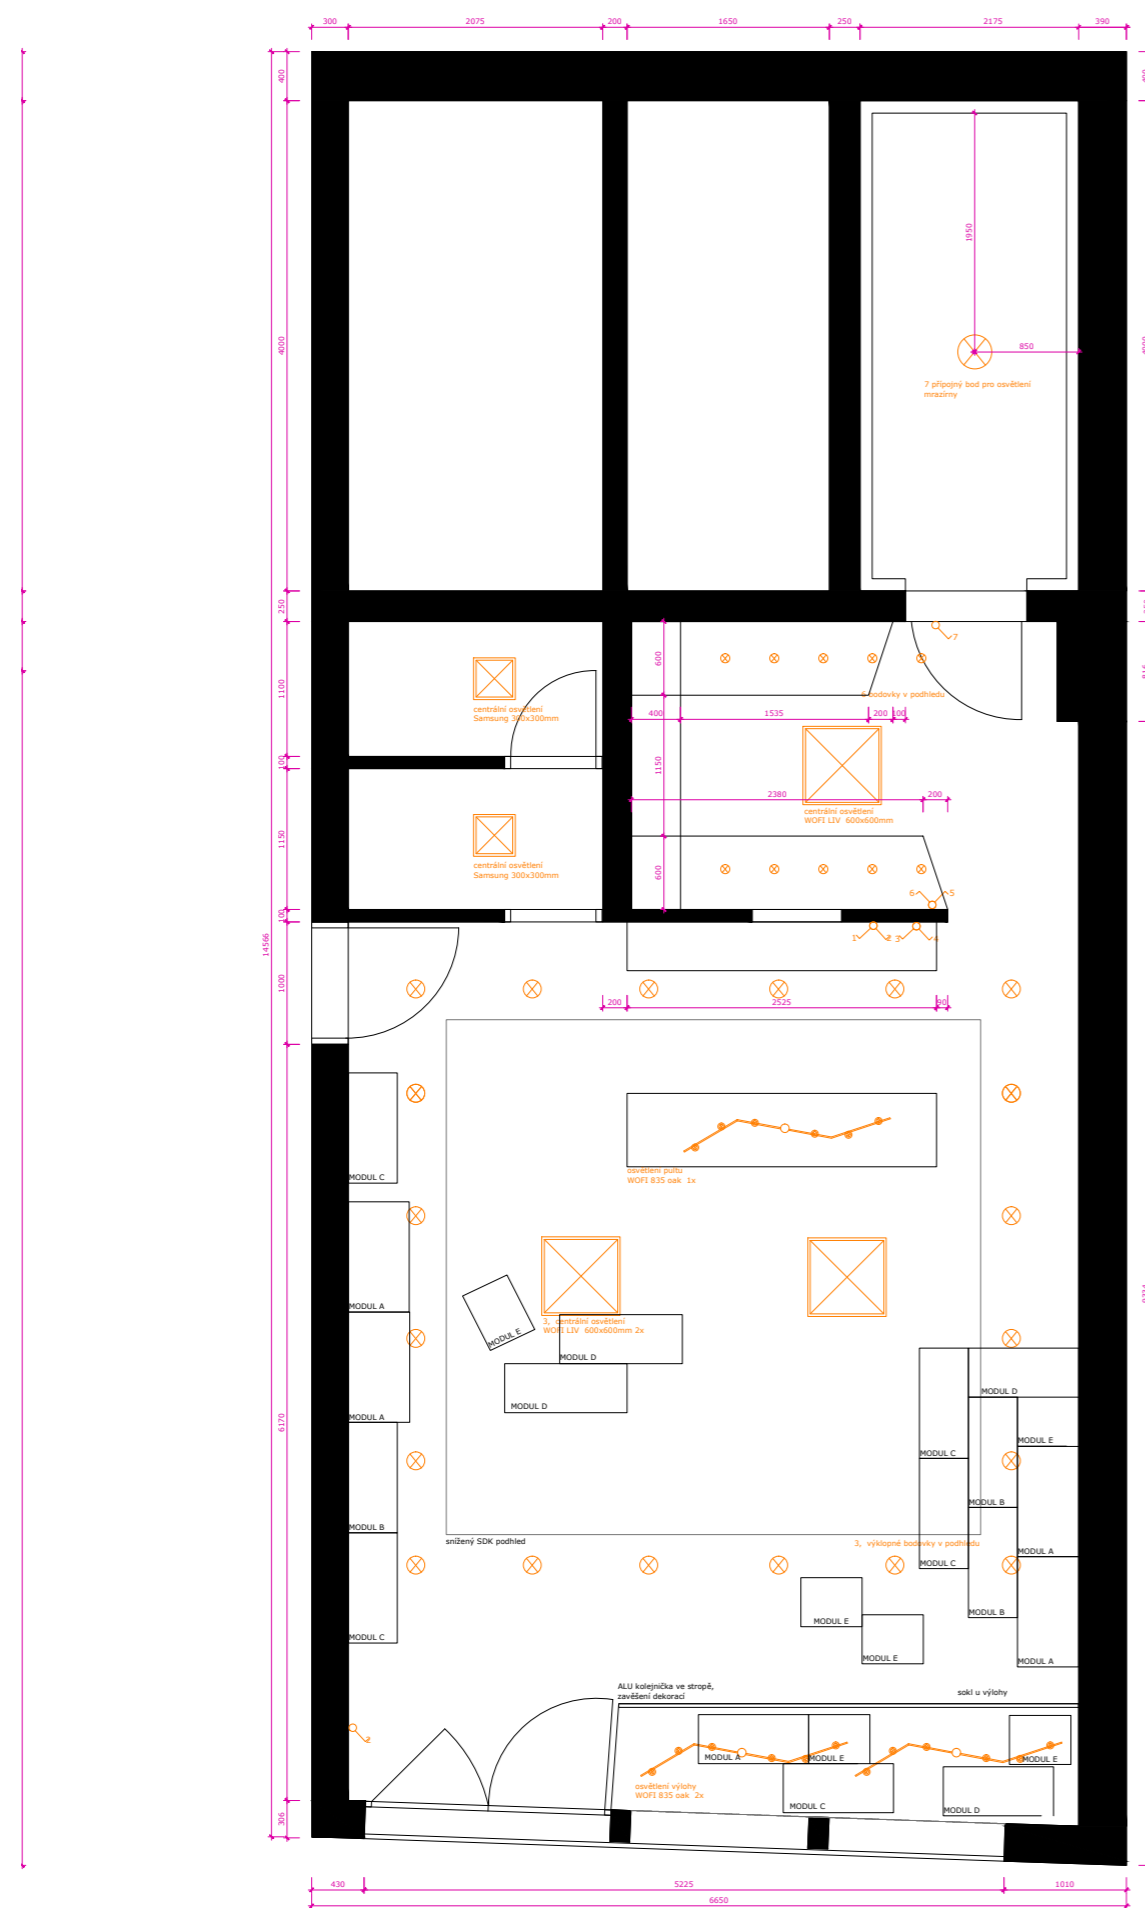 300 2075 200 1650 250 2175 390
400
1950
4000
850
7 přípojný bod pro osvětlení
mrazírny
250
7
600
1100
centrální osvětlení
Samsung 300x300mm
6 bodovky v podhledu
400 1535 200 100
100
1150
2380 200
centrální osvětlení
WOFI LIV 600x600mm
1150
centrální osvětlení
Samsung 300x300mm
600
6 5
100
1 2 3 4
14566
1000
200 2525 90
MODUL C
osvětlení pultu
WOFI 835 oak 1x
MODUL A
3, centrální osvětlení
WOFI LIV 600x600mm 2x
MODUL E
MODUL D
MODUL D
MODUL D
6170
MODUL A
MODUL E
MODUL C
MODUL B
MODUL B
snížený SDK podhled
3, výklopné bodovky v podhledu
MODUL A
MODUL C
MODUL B
MODUL E
MODUL C
MODUL E
MODUL A
ALU kolejnička ve stropě,
zavěšení dekorací
sokl u výlohy
2
MODUL A
MODUL E
MODUL E
osvětlení výlohy
WOFI 835 oak 2x
MODUL C
MODUL D
306
430 5225 1010
6650